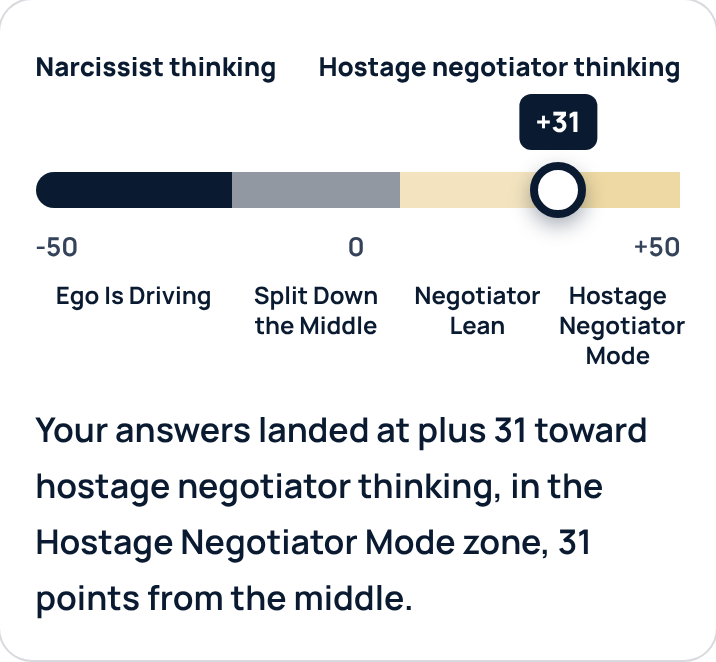 Narcissist thinking
Hostage negotiator thinking
+31
-50
0
+50
Ego Is Driving
Split Down
the Middle
Negotiator
Lean
Hostage
Negotiator
Mode
Your answers landed at plus 31 toward
hostage negotiator thinking, in the
Hostage Negotiator Mode zone, 31
points from the middle.